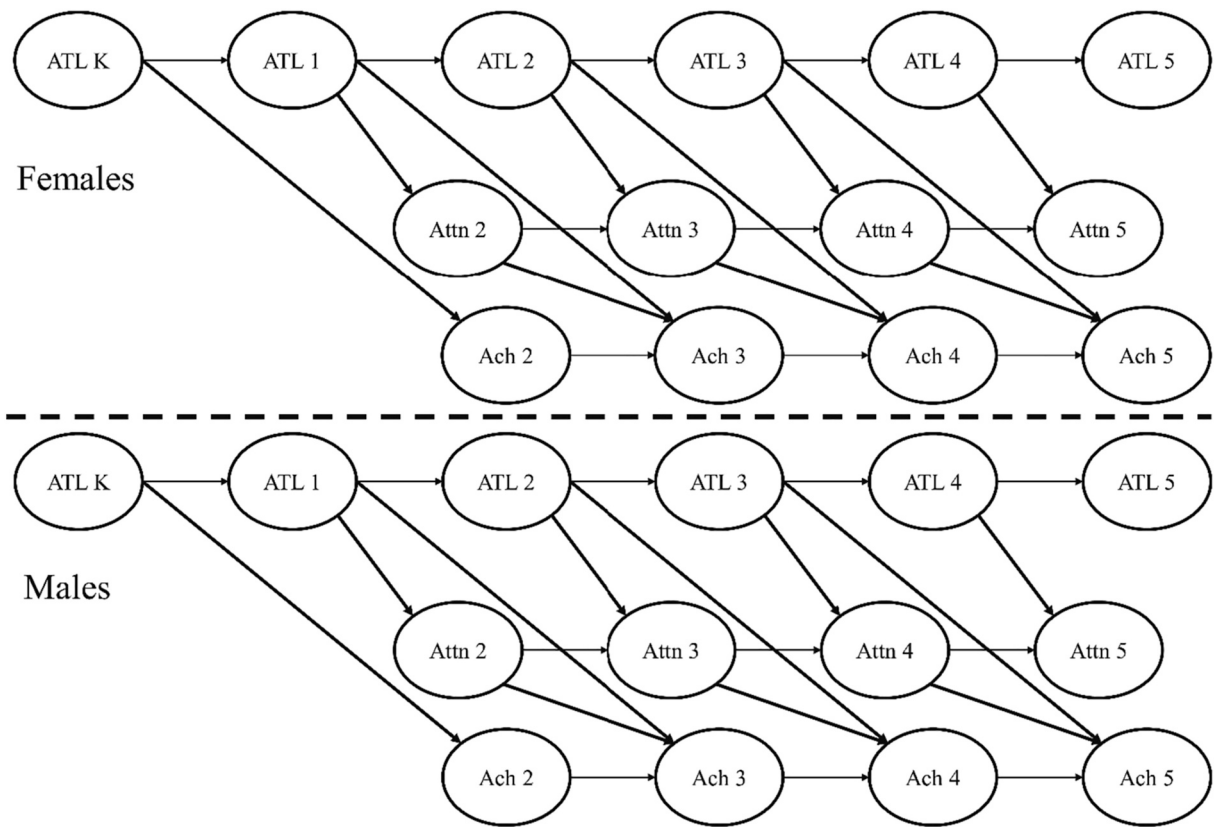 ATL K ATL 1 ATL 2 ATL 3 ATL 4 ATL 5
Females
Attn 2 Attn 3 Attn 4 Attn 5
Ach 2 Ach 3 Ach 4 Ach 5
ATL K ATL 1 ATL 2 ATL 3 ATL 4 ATL 5
Males
Attn 2 Attn 3 Attn 4 Attn 5
Ach 2 Ach 3 Ach 4 Ach 5